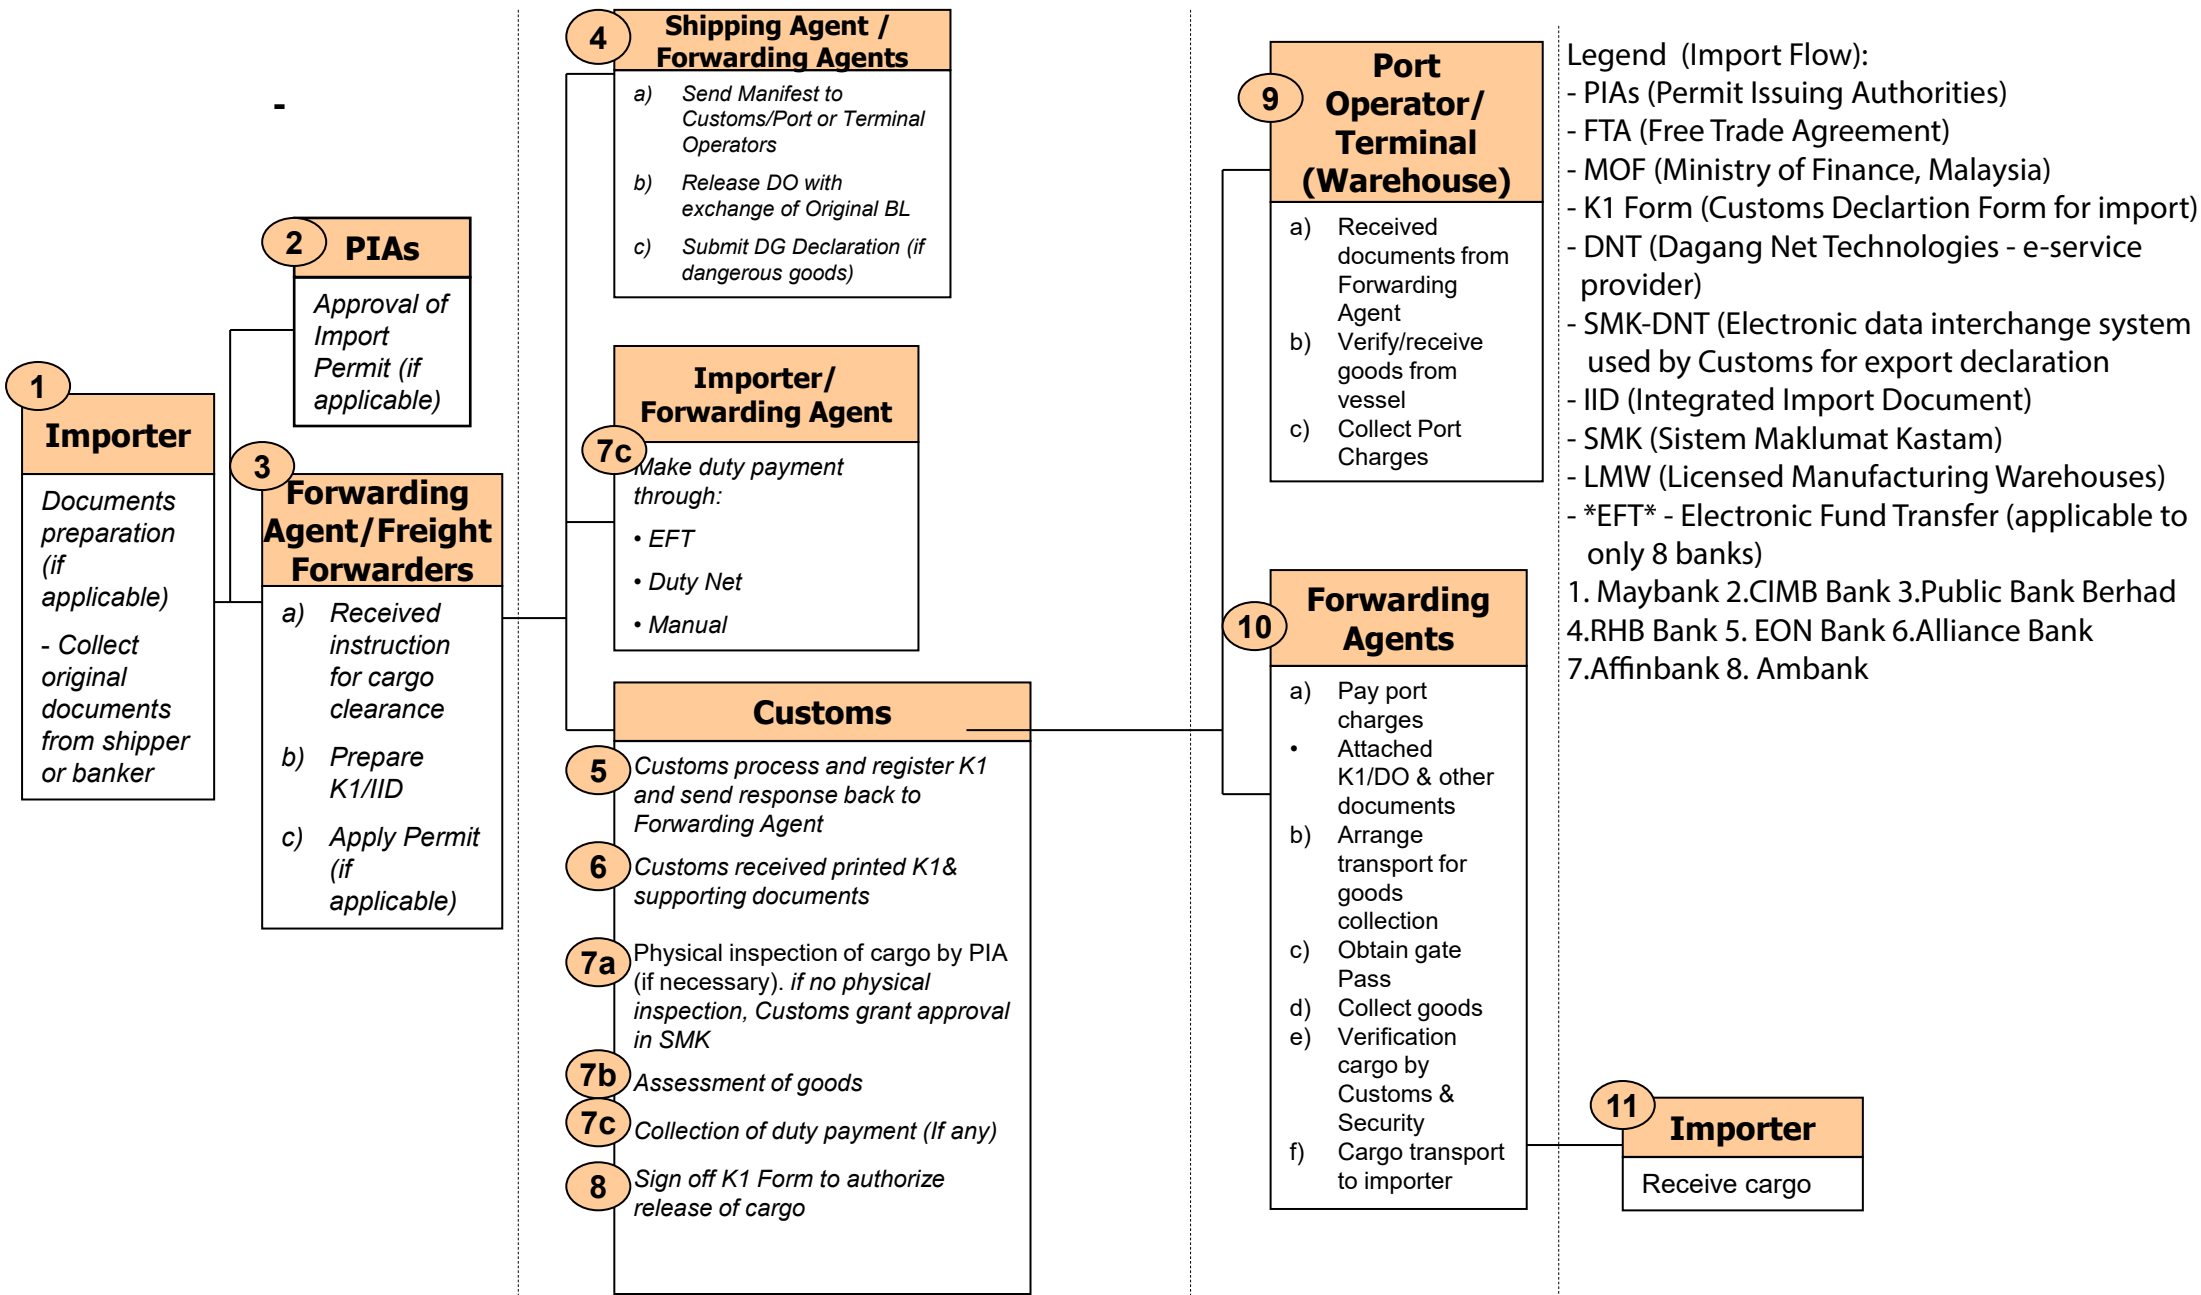 -
1
Importer
Documents
preparation
(if
applicable)
- Collect
original
documents
from shipper
or banker
2
PIAs
Approval of
Import
Permit (if
applicable)
3
Forwarding
Agent/Freight
Forwarders
a) Received
instruction
for cargo
clearance
b) Prepare
K1/IID
c) Apply Permit
(if
applicable)
4
Shipping Agent /
Forwarding Agents
a) Send Manifest to
Customs/Port or Terminal
Operators
b) Release DO with
exchange of Original BL
c) Submit DG Declaration (if
dangerous goods)
Importer/
Forwarding Agent
7c
Make duty payment
through:
• EFT
• Duty Net
• Manual
Customs
5 Customs process and register K1
and send response back to
Forwarding Agent
6 Customs received printed K1&
supporting documents
7a Physical inspection of cargo by PIA
(if necessary). if no physical
inspection, Customs grant approval
in SMK
7b Assessment of goods
7c Collection of duty payment (If any)
8 Sign off K1 Form to authorize
release of cargo
9
Port
Operator/
Terminal
(Warehouse)
a) Received
documents from
Forwarding
Agent
b) Verify/receive
goods from
vessel
c) Collect Port
Charges
10
Forwarding
Agents
a) Pay port
charges
• Attached
K1/DO & other
documents
b) Arrange
transport for
goods
collection
c) Obtain gate
Pass
d) Collect goods
e) Verification
cargo by
Customs &
Security
f) Cargo transport
to importer
11
Importer
Receive cargo
Legend (Import Flow):
- PIAs (Permit Issuing Authorities)
- FTA (Free Trade Agreement)
- MOF (Ministry of Finance, Malaysia)
- K1 Form (Customs Declartion Form for import)
- DNT (Dagang Net Technologies - e-service
provider)
- SMK-DNT (Electronic data interchange system
used by Customs for export declaration
- IID (Integrated Import Document)
- SMK (Sistem Maklumat Kastam)
- LMW (Licensed Manufacturing Warehouses)
- *EFT* - Electronic Fund Transfer (applicable to
only 8 banks)
1. Maybank 2.CIMB Bank 3.Public Bank Berhad
4.RHB Bank 5. EON Bank 6.Alliance Bank
7.Affinbank 8. Ambank